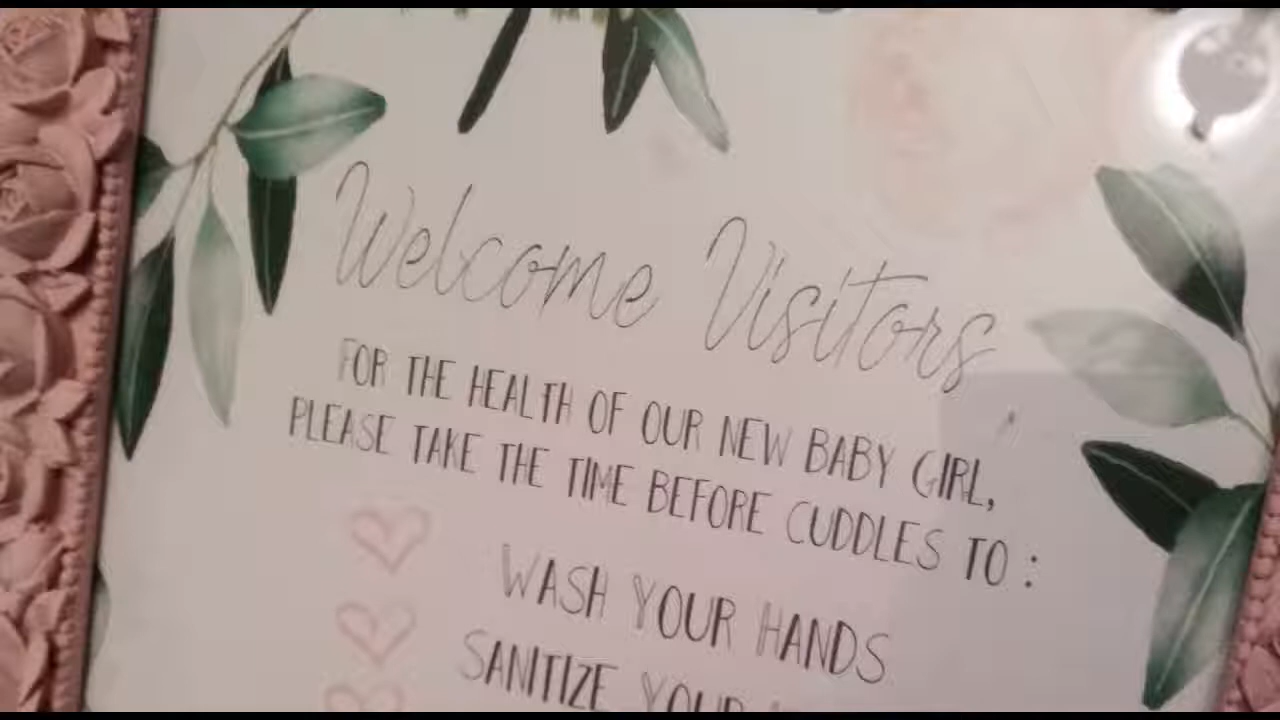 Welcome Visitors
FOR THE HEALTH OF OUR NEW BABY GIRL,
PLEASE TAKE THE TIME BEFORE CUDDLES TO :
WASH YOUR HANDS
SANITIZE YOUR